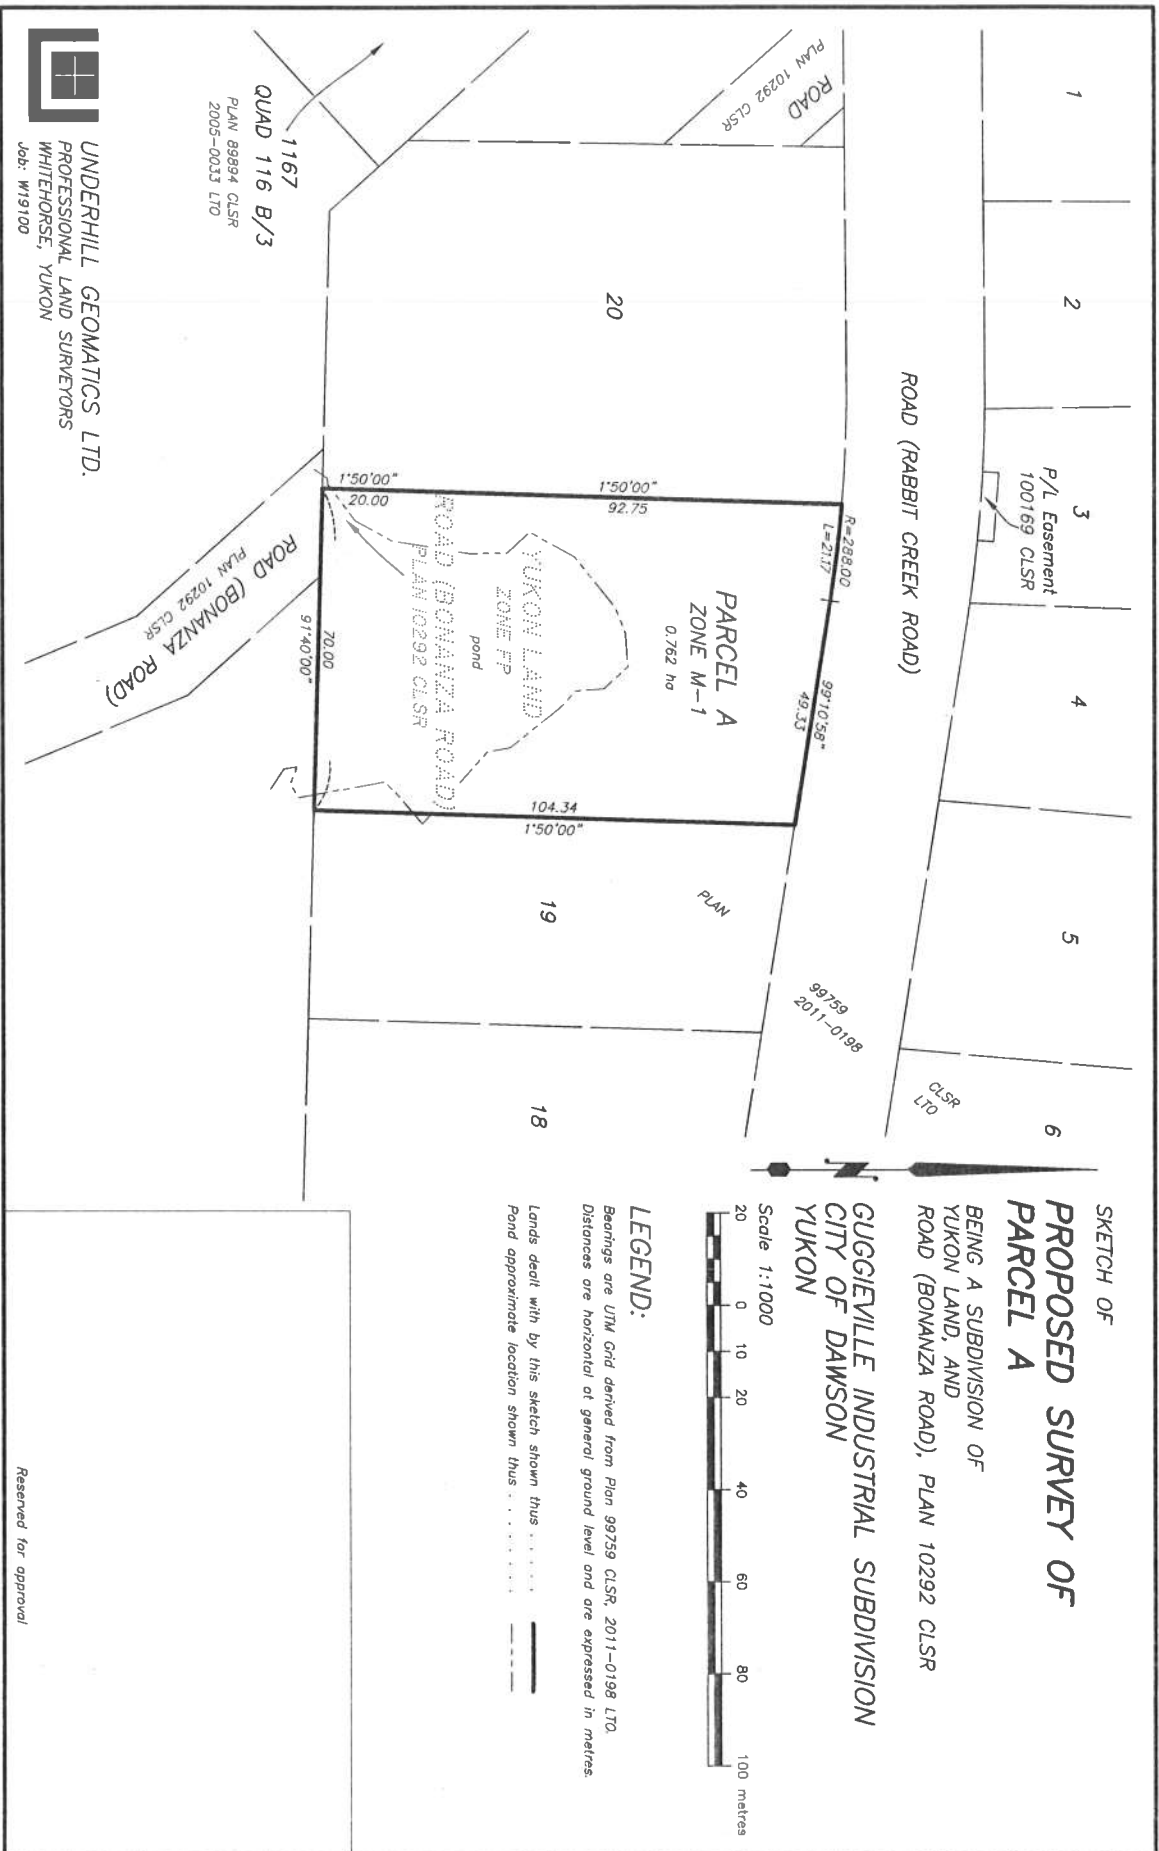 SKETCH OF
PROPOSED SURVEY OF
PARCEL A
BEING A SUBDIVISION OF
YUKON LAND, AND
ROAD (BONANZA ROAD), PLAN 10292 CLSR
GUGGIEVILLE INDUSTRIAL SUBDIVISION
CITY OF DAWSON
YUKON
Scale 1:1000
20 0 10 20 40 60 80 100 metres
LEGEND:
Bearings are UTM Grid derived from Plan 99759 CLSR, 2011-0198 LTO.
Distances are horizontal at general ground level and are expressed in metres.
Lands dealt with by this sketch shown thus . . . . .
Pond approximate location shown thus . . . . . . .
Reserved for approval
1
2
3
4
5
6
P/L Easement
100169 CLSR
ROAD
PLAN 10292 CLSR
ROAD (RABBIT CREEK ROAD)
R=288.00
L=21.17
99°10'58"
49.33
PARCEL A
ZONE M-1
0.762 ha
1°50'00"
92.75
1°50'00"
20.00
104.34
1°50'00"
70.00
91°40'00"
YUKON LAND
ZONE FP
pond
ROAD (BONANZA ROAD)
PLAN 10292 CLSR
20
19
18
PLAN
99759
2011-0198
CLSR
LTO
ROAD (BONANZA ROAD)
PLAN 10292 CLSR
1167
QUAD 116 B/3
PLAN 89894 CLSR
2005-0033 LTO
UNDERHILL GEOMATICS LTD.
PROFESSIONAL LAND SURVEYORS
WHITEHORSE, YUKON
Job: W19100